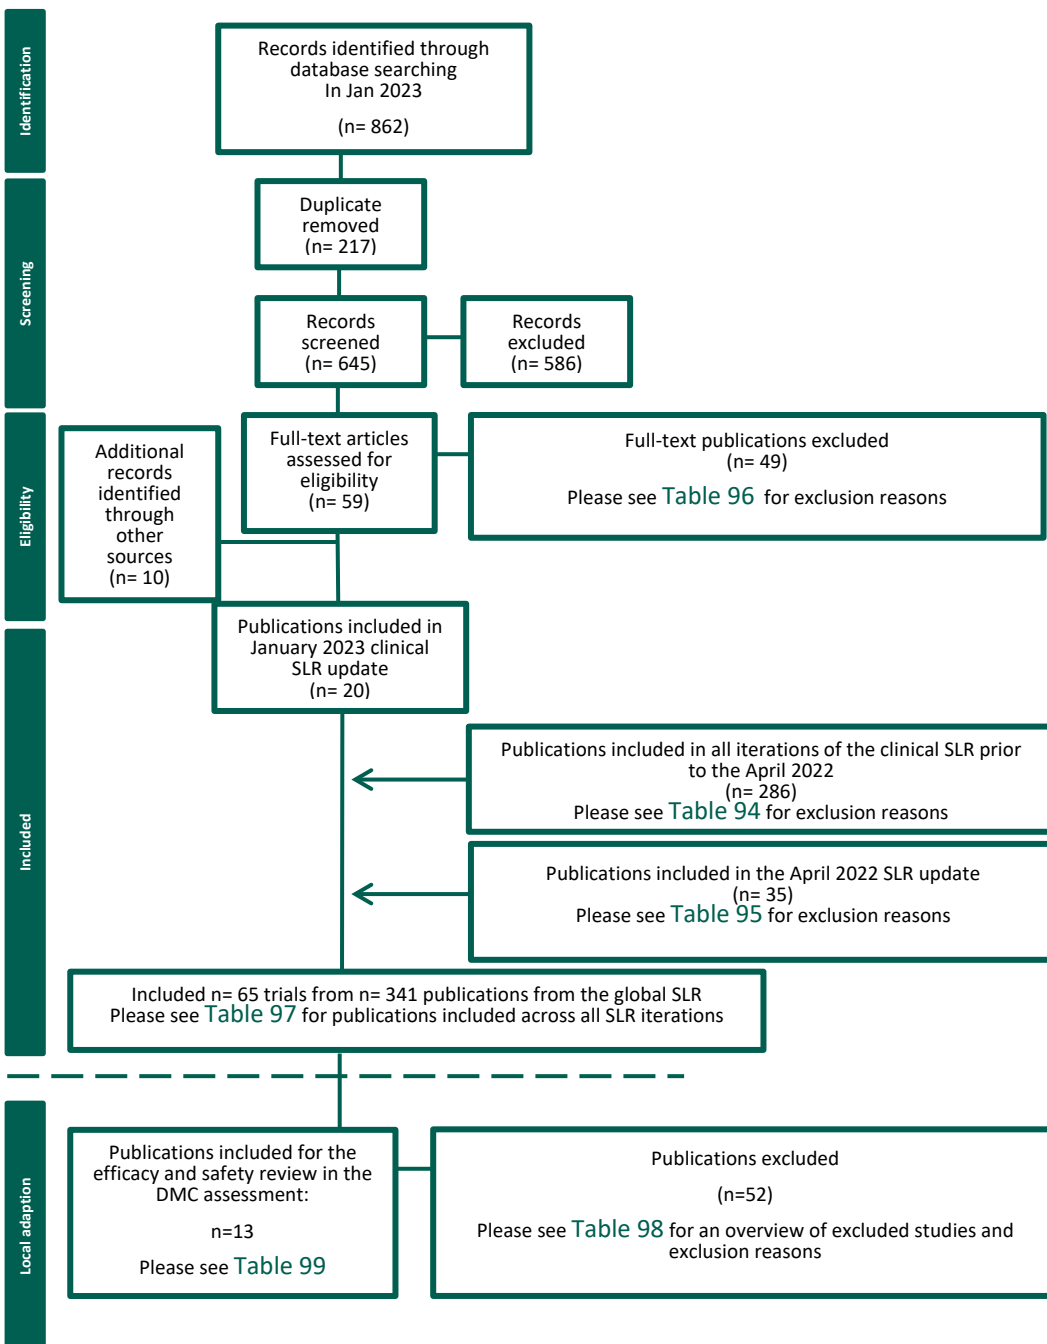 Identification
Records identified through
database searching
In Jan 2023
(n= 862)
Screening
Duplicate
removed
(n= 217)
Records
screened
(n= 645)
Records
excluded
(n= 586)
Eligibility
Additional
records
identified
through
other
sources
(n= 10)
Full-text articles
assessed for
eligibility
(n= 59)
Full-text publications excluded
(n= 49)
Please see Table 96 for exclusion reasons
Included
Publications included in
January 2023 clinical
SLR update
(n= 20)
Publications included in all iterations of the clinical SLR prior
to the April 2022
(n= 286)
Please see Table 94 for exclusion reasons
Publications included in the April 2022 SLR update
(n= 35)
Please see Table 95 for exclusion reasons
Included n= 65 trials from n= 341 publications from the global SLR
Please see Table 97 for publications included across all SLR iterations
Local adaption
Publications included for the
efficacy and safety review in the
DMC assessment:
n=13
Please see Table 99
Publications excluded
(n=52)
Please see Table 98 for an overview of excluded studies and
exclusion reasons